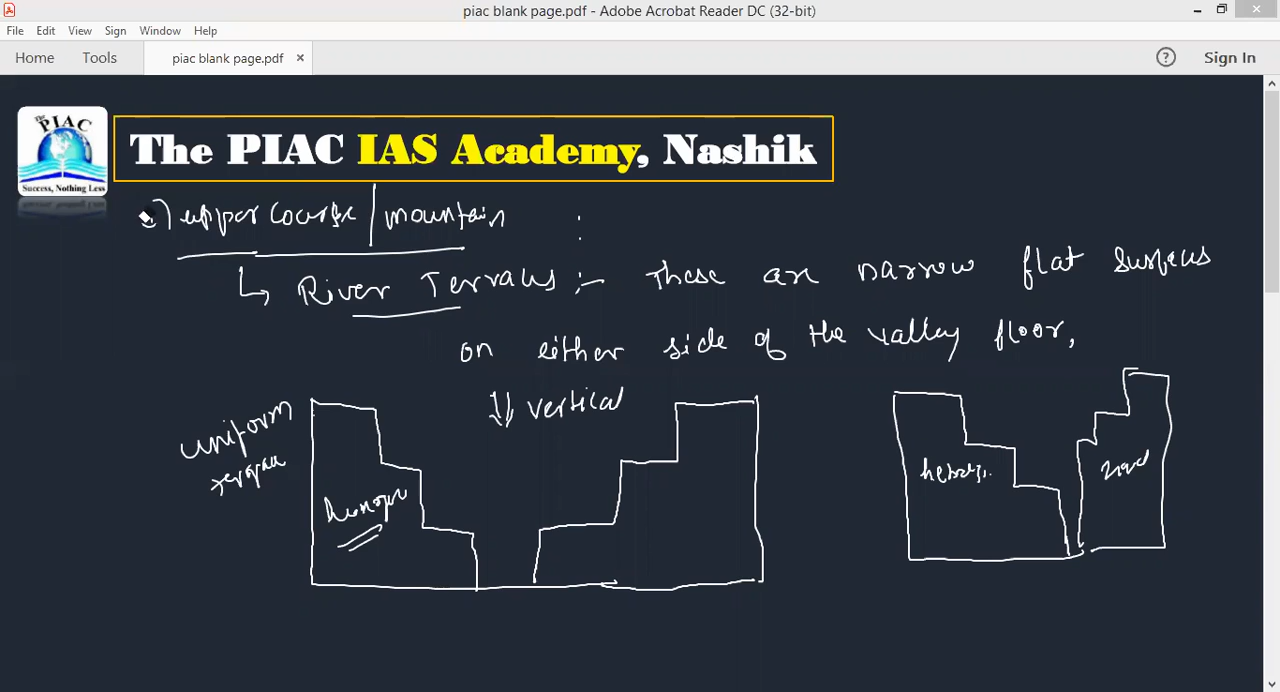 piac blank page.pdf - Adobe Acrobat Reader DC (32-bit)
File Edit View Sign Window Help
Home Tools piac blank page.pdf × ? Sign In
The PIAC
Success, Nothing Less
The PIAC IAS Academy, Nashik
upper course / mountain :
River Terraces :- These are narrow flat surfaces
on either side of the valley floor,
vertical
uniform